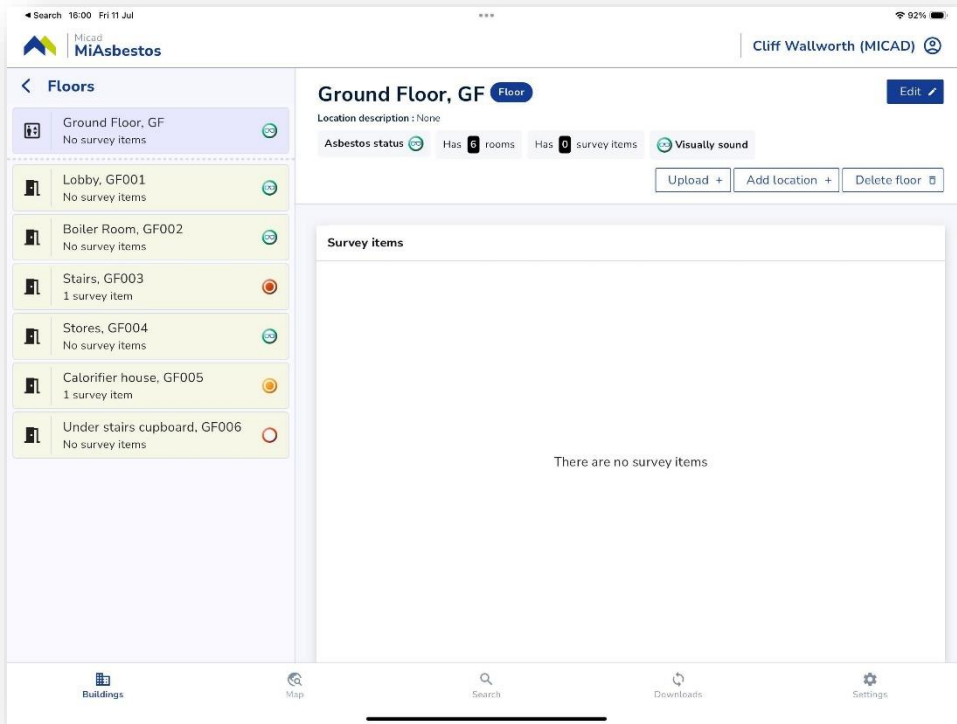 Search 16:00 Fri 11 Jul
92%
Micad
MiAsbestos
Cliff Wallworth (MICAD)
Floors
Ground Floor, GF
No survey items
Lobby, GF001
No survey items
Boiler Room, GF002
No survey items
Stairs, GF003
1 survey item
Stores, GF004
No survey items
Calorifier house, GF005
1 survey item
Under stairs cupboard, GF006
No survey items
Ground Floor, GF Floor
Edit
Location description : None
Asbestos status Has 6 rooms Has 0 survey items Visually sound
Upload + Add location + Delete floor
Survey items
There are no survey items
Buildings Map Search Downloads Settings